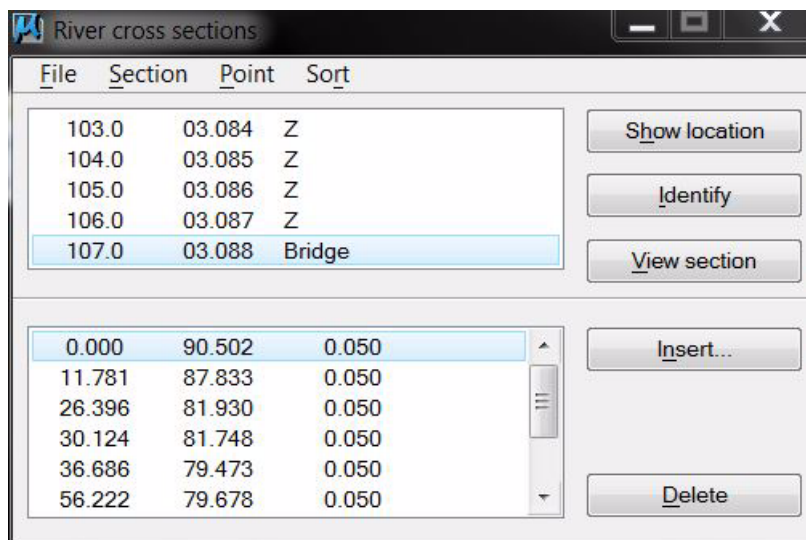 River cross sections
File Section Point Sort
103.0 03.084 Z
104.0 03.085 Z
105.0 03.086 Z
106.0 03.087 Z
107.0 03.088 Bridge
Show location
Identify
View section
0.000 90.502 0.050
11.781 87.833 0.050
26.396 81.930 0.050
30.124 81.748 0.050
36.686 79.473 0.050
56.222 79.678 0.050
Insert...
Delete